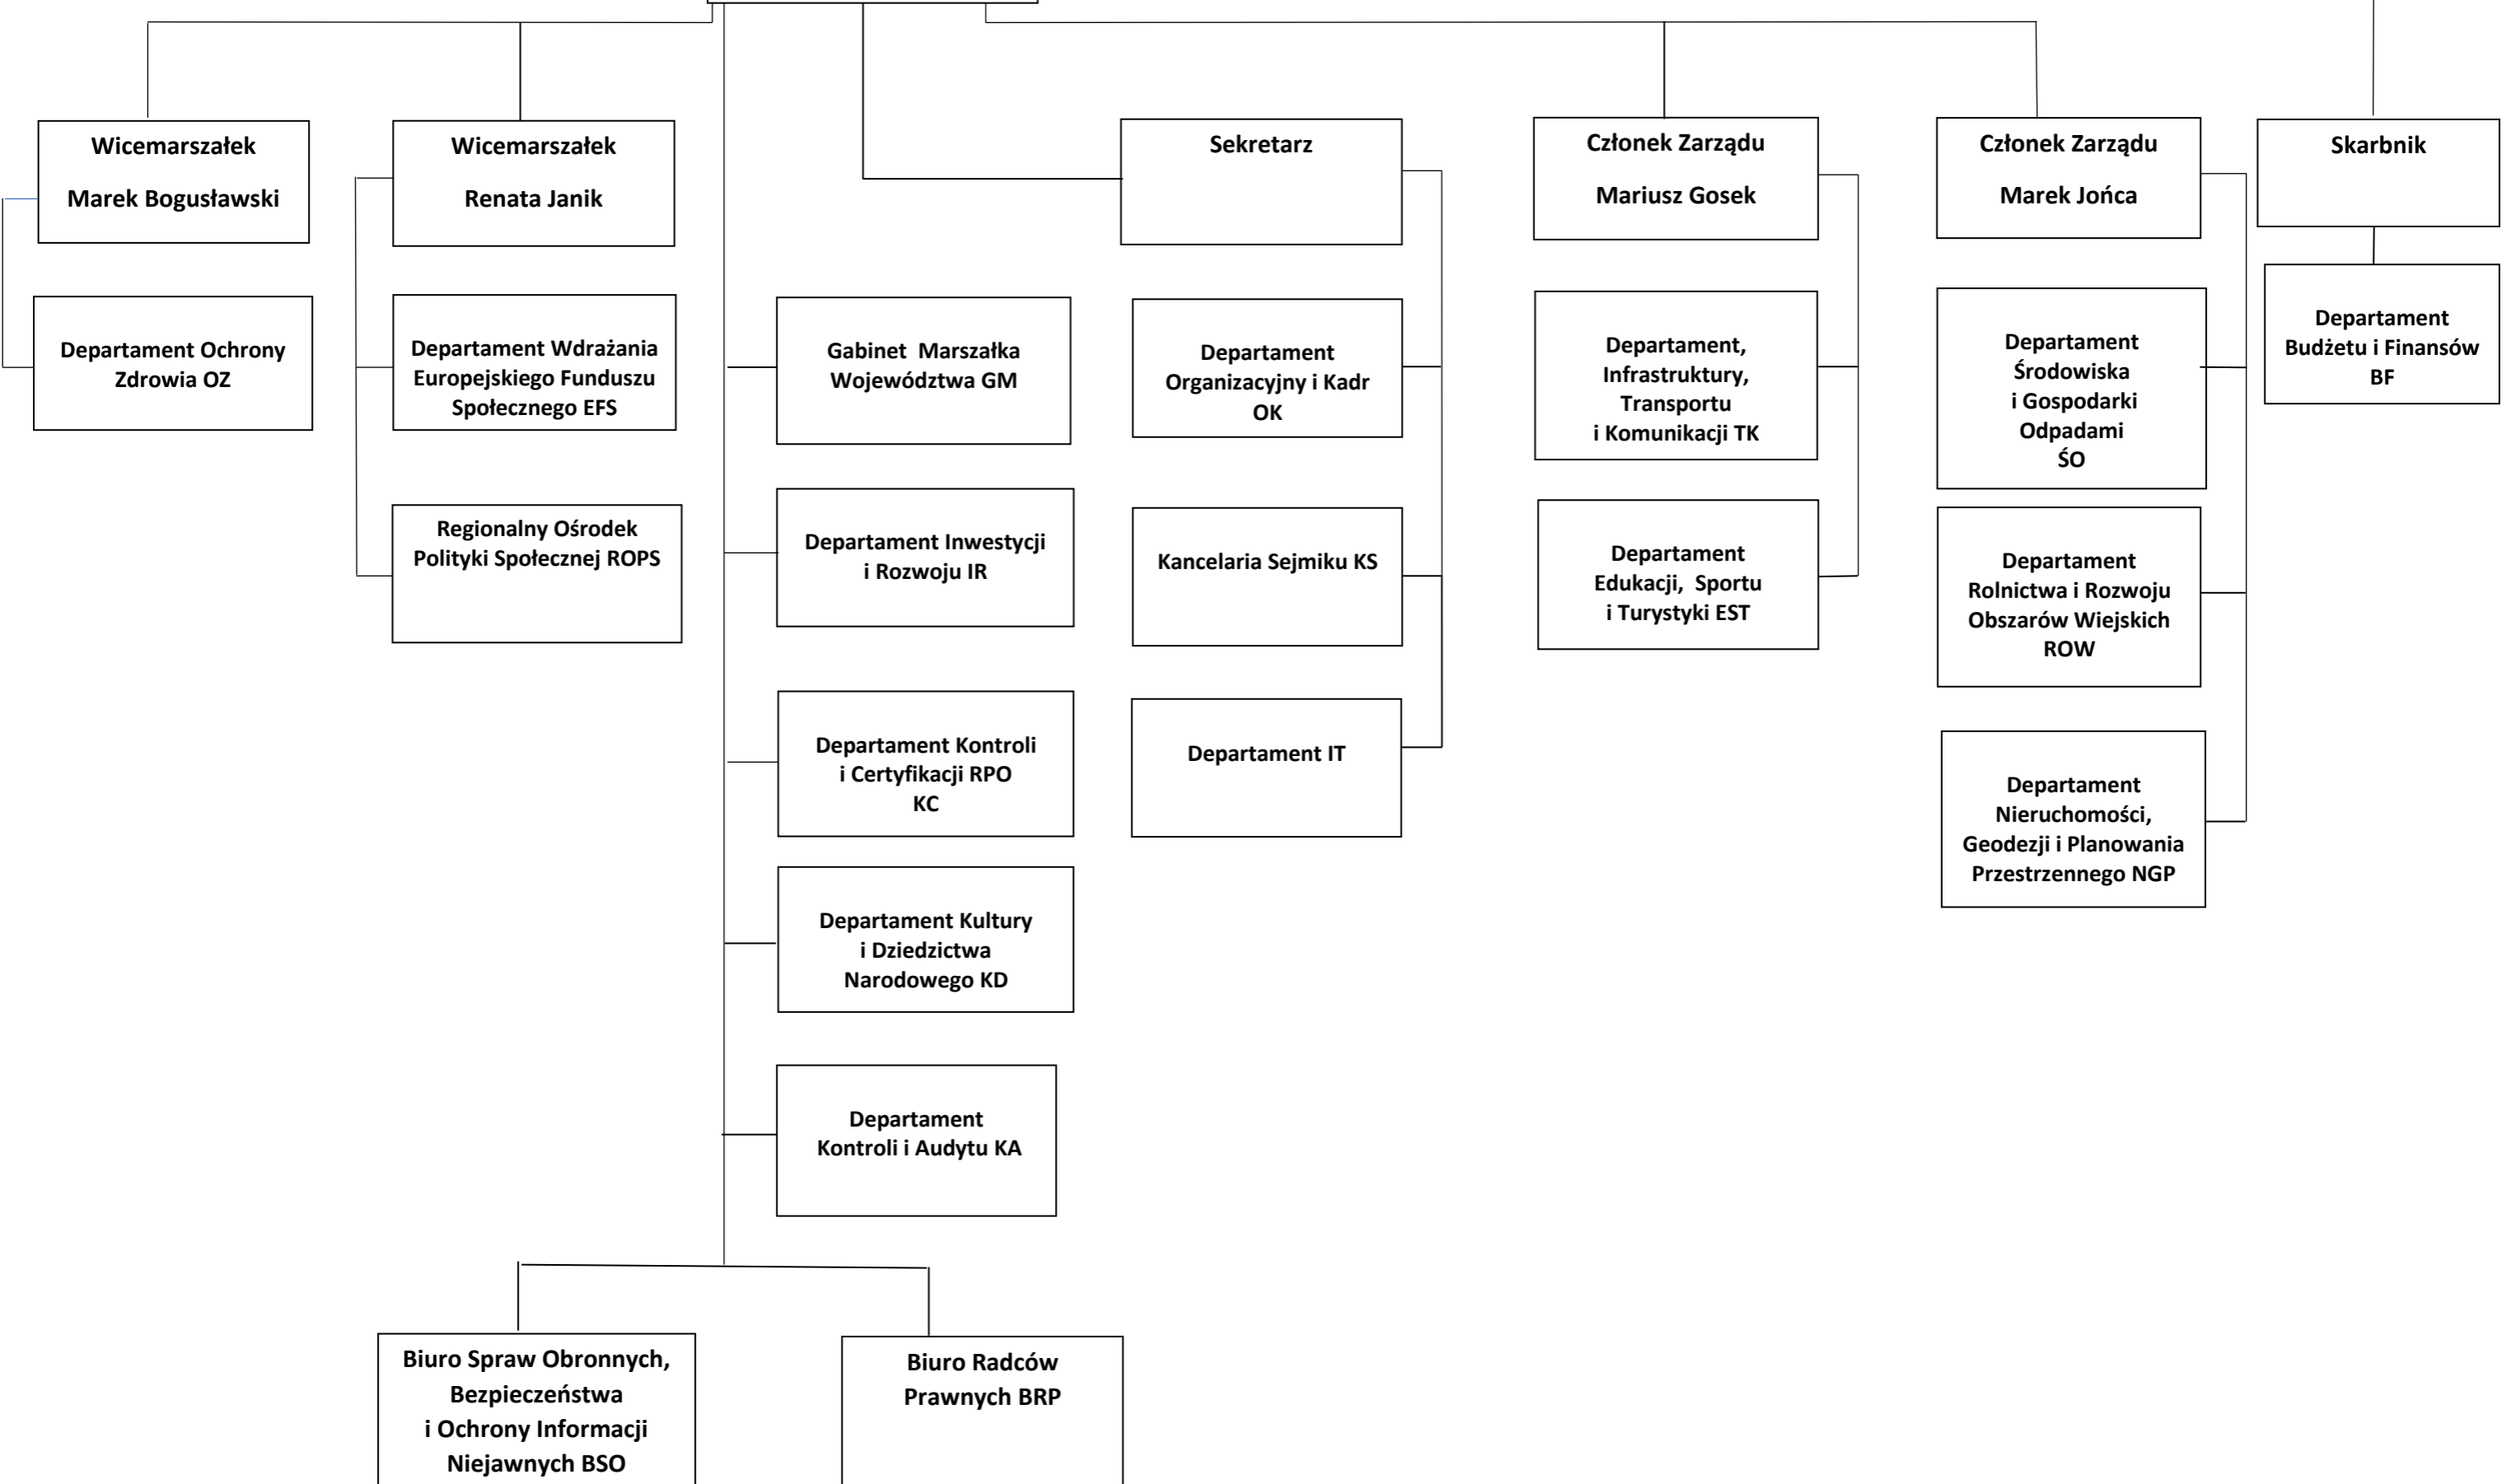 Wicemarszałek
Marek Bogusławski
Wicemarszałek
Renata Janik
Sekretarz
Członek Zarządu
Mariusz Gosek
Członek Zarządu
Marek Jońca
Skarbnik
Departament Ochrony
Zdrowia OZ
Departament Wdrażania
Europejskiego Funduszu
Społecznego EFS
Gabinet Marszałka
Województwa GM
Departament
Organizacyjny i Kadr
OK
Departament,
Infrastruktury,
Transportu
i Komunikacji TK
Departament
Środowiska
i Gospodarki
Odpadami
ŚO
Departament
Budżetu i Finansów
BF
Regionalny Ośrodek
Polityki Społecznej ROPS
Departament Inwestycji
i Rozwoju IR
Kancelaria Sejmiku KS
Departament
Edukacji, Sportu
i Turystyki EST
Departament
Rolnictwa i Rozwoju
Obszarów Wiejskich
ROW
Departament Kontroli
i Certyfikacji RPO
KC
Departament IT
Departament
Nieruchomości,
Geodezji i Planowania
Przestrzennego NGP
Departament Kultury
i Dziedzictwa
Narodowego KD
Departament
Kontroli i Audytu KA
Biuro Spraw Obronnych,
Bezpieczeństwa
i Ochrony Informacji
Niejawnych BSO
Biuro Radców
Prawnych BRP